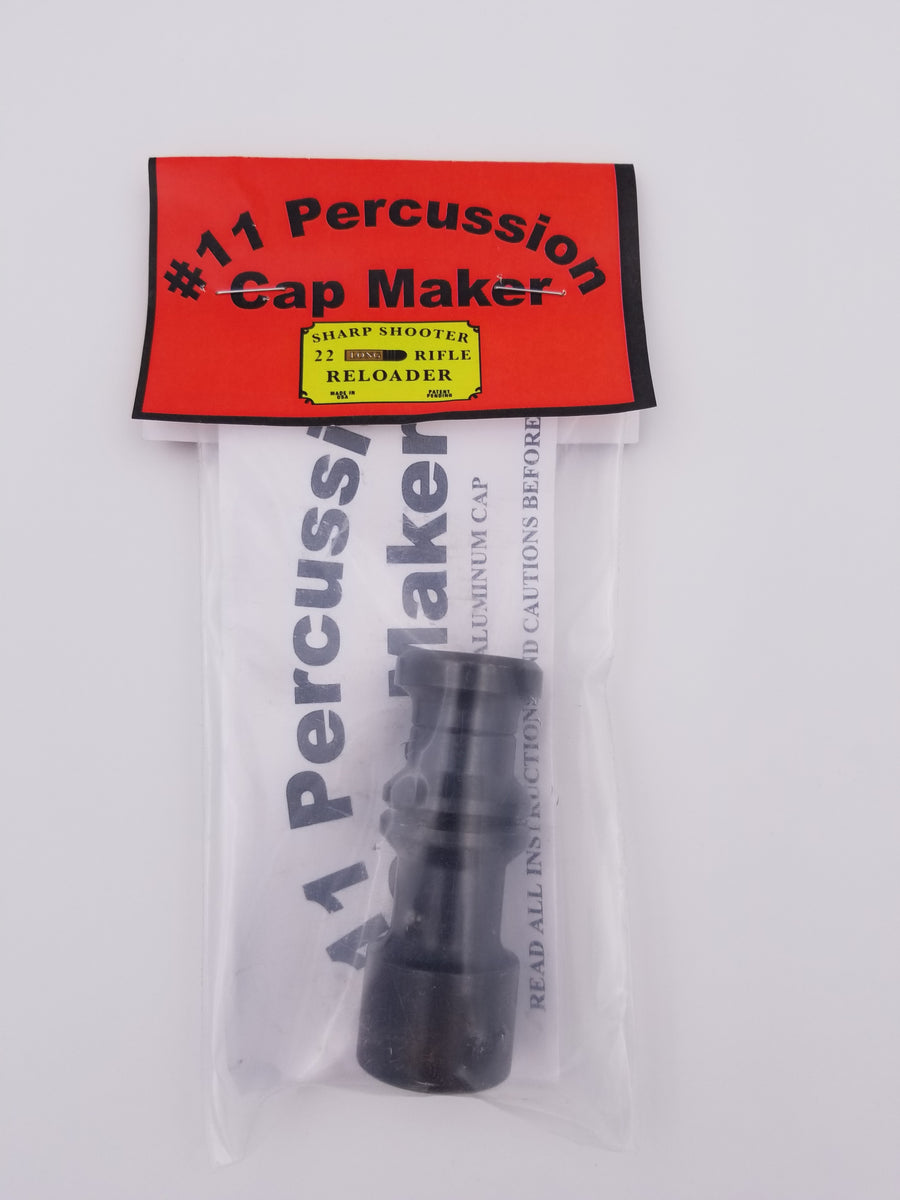 #11 Percussion
Cap Maker
SHARP SHOOTER
22 LONG RIFLE
RELOADER
MADE IN USA
PATENT PENDING
Percussi
Maker
ALUMINUM CAP
READ ALL INSTRUCTIONS AND CAUTIONS BEFORE